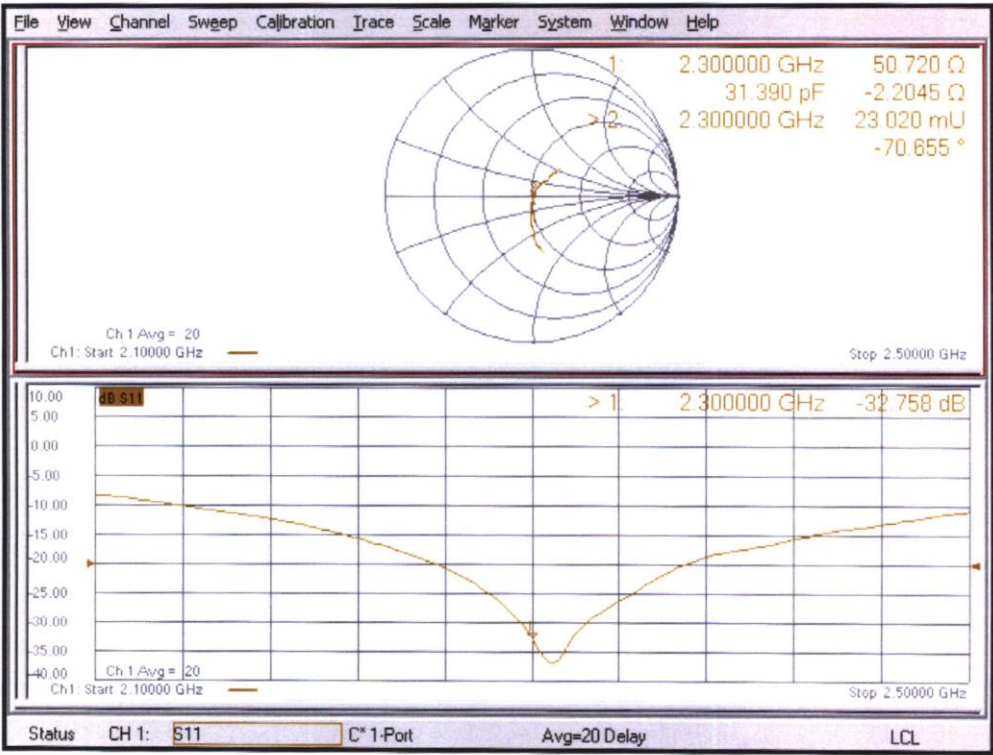 File View Channel Sweep Calibration Trace Scale Marker System Window Help
1: 2.300000 GHz 50.720 Ω
31.390 pF -2.2045 Ω
> 2: 2.300000 GHz 23.020 mU
-70.655 °
Ch 1 Avg = 20
Ch1: Start 2.10000 GHz
Stop 2.50000 GHz
10.00
dB S11
> 1: 2.300000 GHz -32.758 dB
5.00
0.00
-5.00
-10.00
-15.00
-20.00
-25.00
-30.00
-35.00
-40.00
Ch 1 Avg = 20
Ch1: Start 2.10000 GHz
Stop 2.50000 GHz
Status CH 1: S11 C* 1-Port Avg=20 Delay LCL